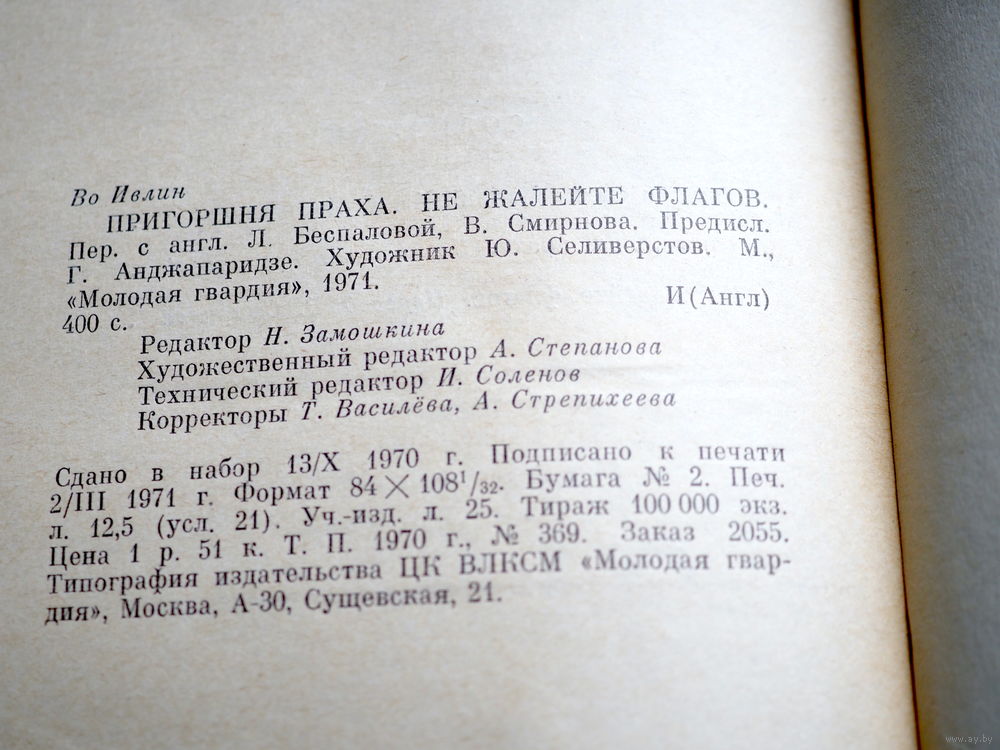 Во Ивлин
ПРИГОРШНЯ ПРАХА. НЕ ЖАЛЕЙТЕ ФЛАГОВ.
Пер. с англ. Л. Беспаловой, В. Смирнова. Предисл.
Г. Анджапаридзе. Художник Ю. Селиверстов. М.,
«Молодая гвардия», 1971.
400 с.
И(Англ)
Редактор Н. Замошкина
Художественный редактор А. Степанова
Технический редактор И. Соленов
Корректоры Т. Василёва, А. Стрепихеева
Сдано в набор 13/X 1970 г. Подписано к печати
2/III 1971 г. Формат 84 × 108¹/₃₂. Бумага № 2. Печ.
л. 12,5 (усл. 21). Уч.-изд. л. 25. Тираж 100 000 экз.
Цена 1 р. 51 к. Т. П. 1970 г., № 369. Заказ 2055.
Типография издательства ЦК ВЛКСМ «Молодая гвар-
дия», Москва, А-30, Сущевская, 21.
www.ay.by